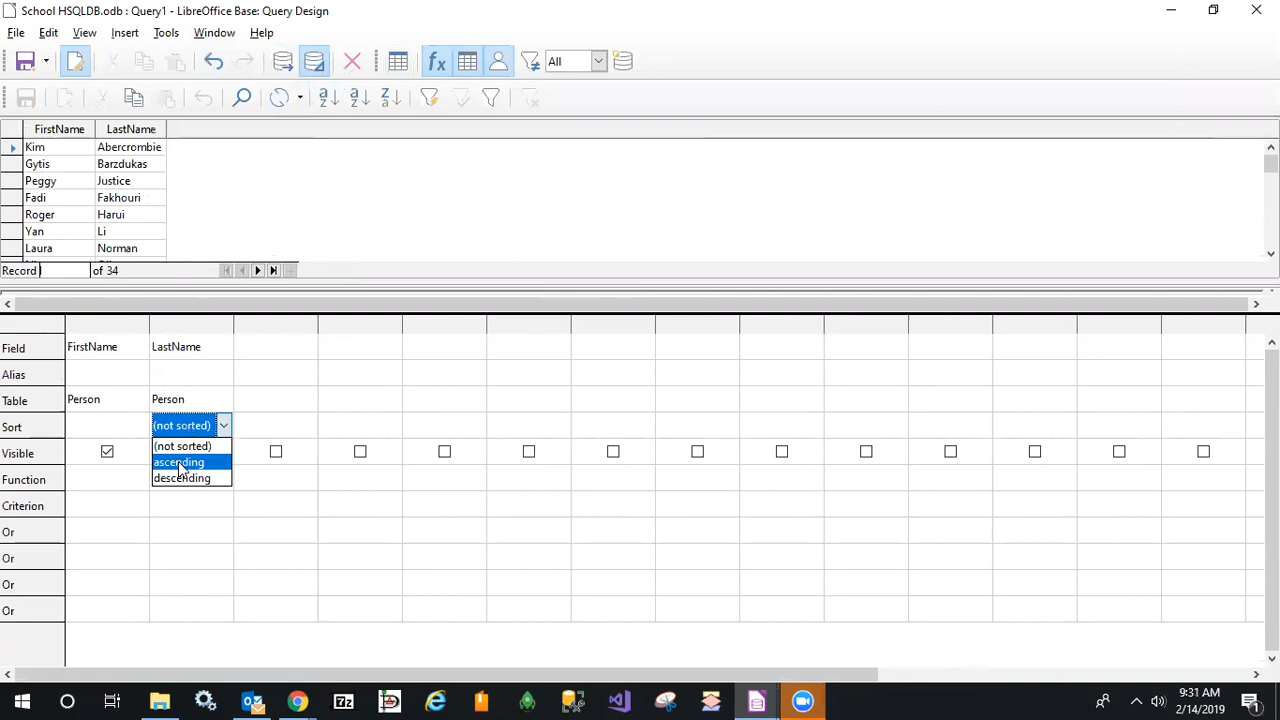 School HSQLDB.odb : Query1 - LibreOffice Base: Query Design
File Edit View Insert Tools Window Help
fx All
FirstName LastName
Kim Abercrombie
Gytis Barzdukas
Peggy Justice
Fadi Fakhouri
Roger Harui
Yan Li
Laura Norman
Record of 34
Field FirstName LastName
Alias
Table Person Person
Sort (not sorted)
(not sorted)
Visible
ascending
descending
Function
Criterion
Or
Or
Or
Or
9:31 AM
2/14/2019